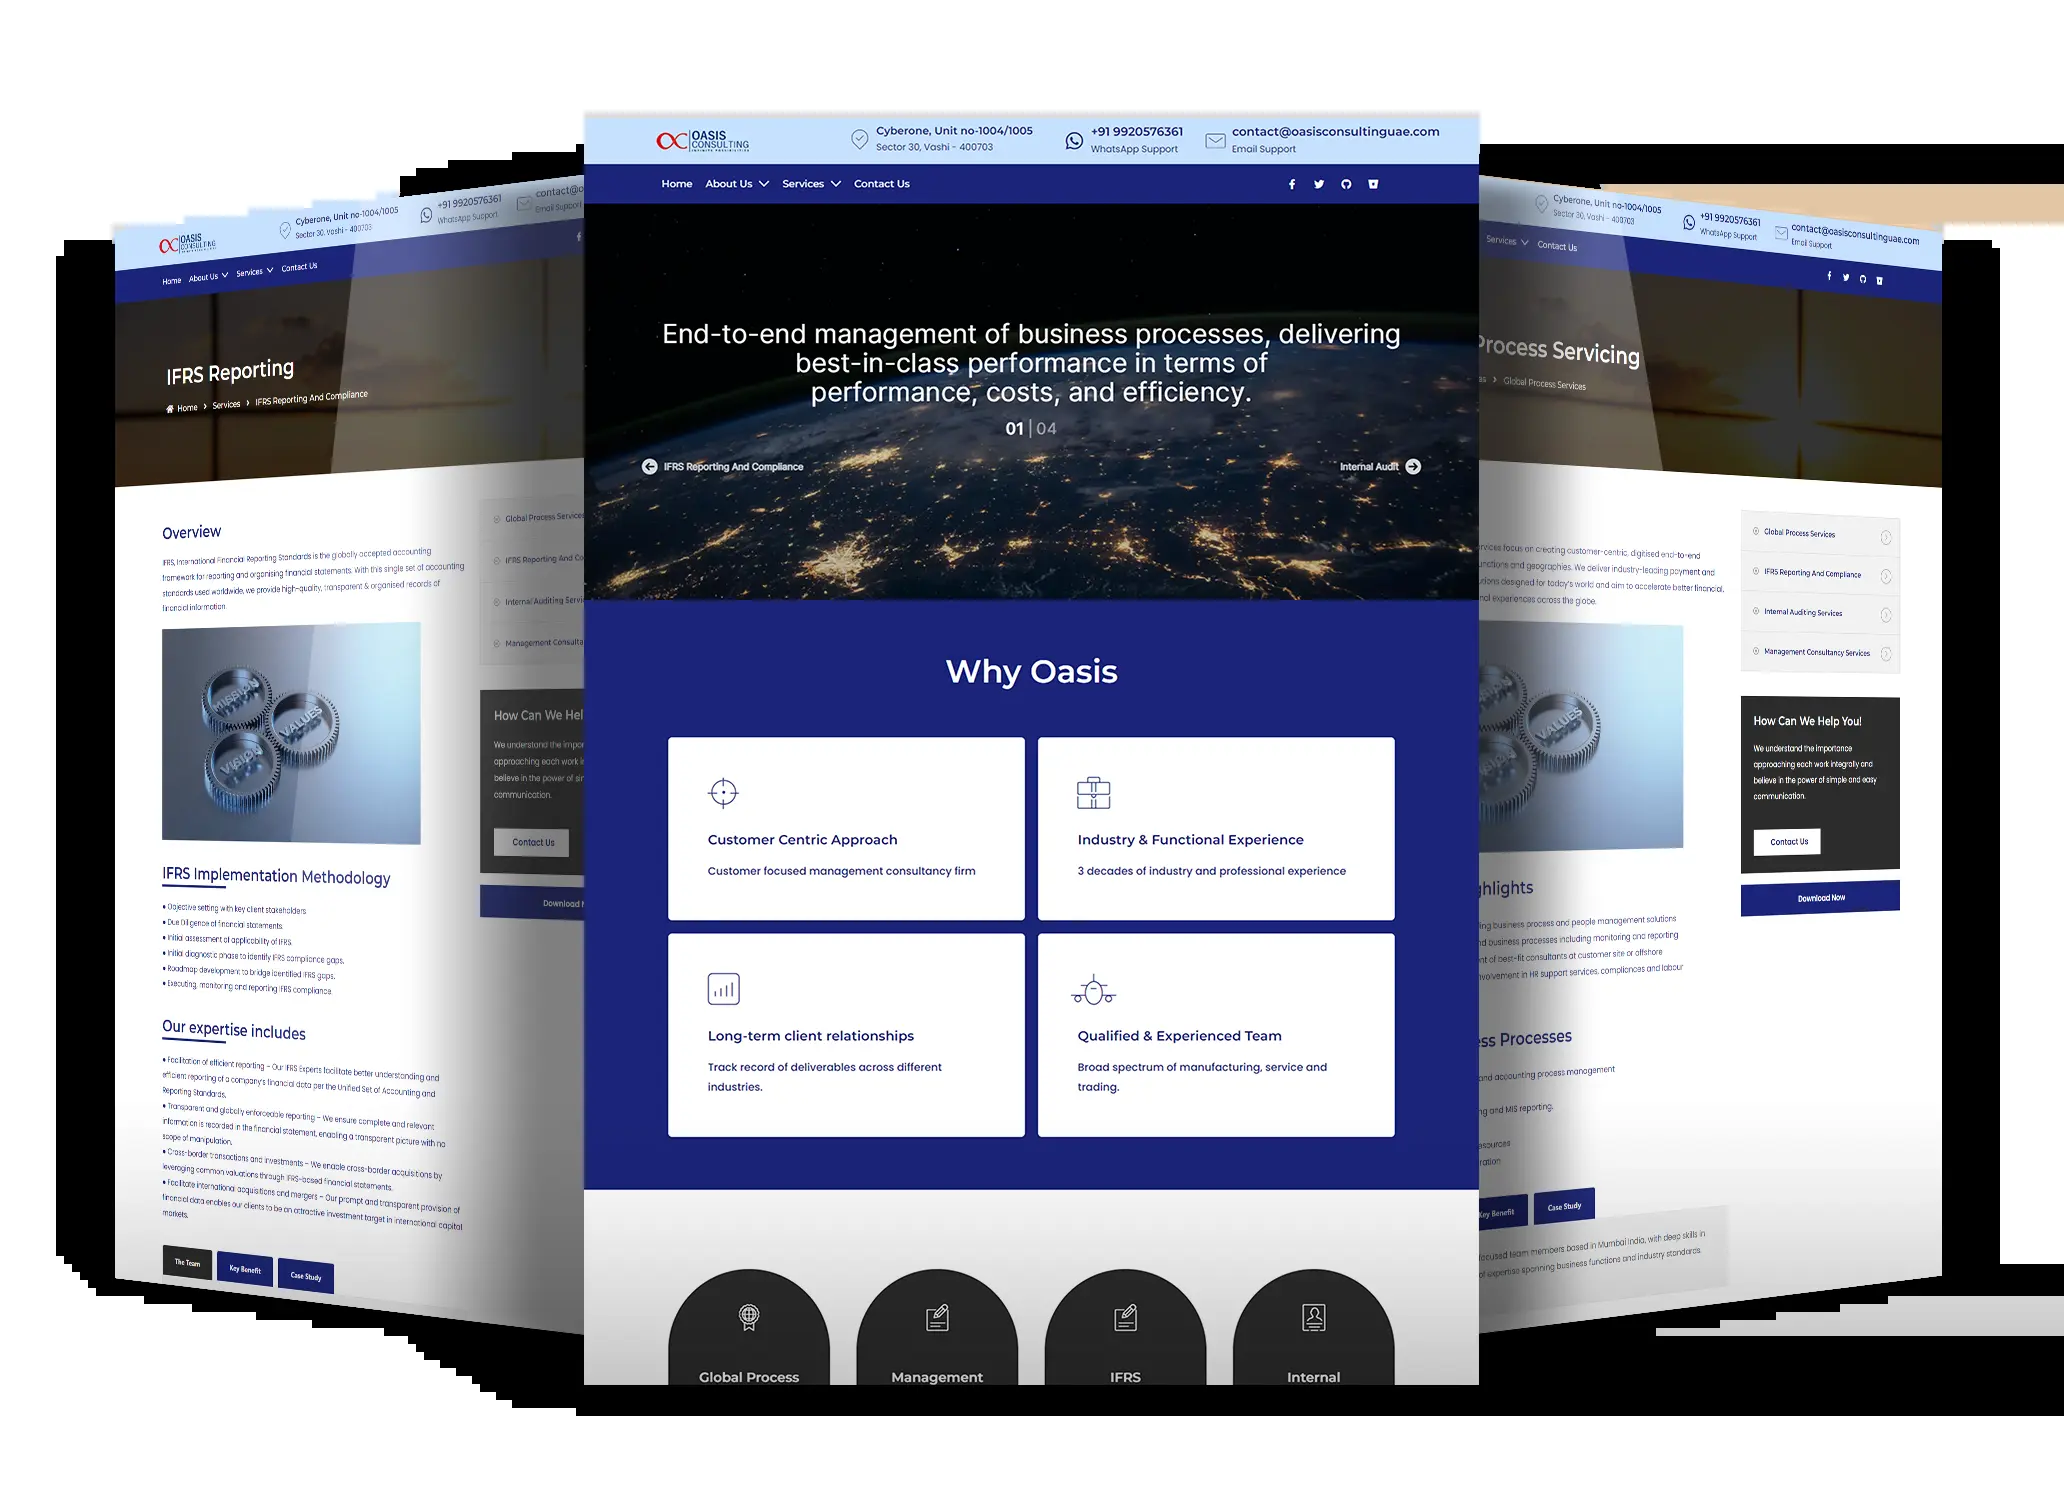 OASIS
CONSULTING
Cyberone, Unit no-1004/1005
Sector 30, Vashi - 400703
+91 9920576361
WhatsApp Support
contact@o
Email Support
Home About Us Services Contact Us
IFRS Reporting
Home > Services > IFRS Reporting And Compliance
Overview
IFRS, International Financial Reporting Standards is the globally accepted accounting
framework for reporting and organising financial statements. With this single set of accounting
standards used worldwide, we provide high-quality, transparent & organised records of
financial information.
MISSION
VALUES
VISION
IFRS Implementation Methodology
• Objective setting with key client stakeholders
• Due Diligence of financial statements.
• Initial assessment of applicability of IFRS.
• Initial diagnostic phase to identify IFRS compliance gaps.
• Roadmap development to bridge identified IFRS gaps.
• Executing, monitoring and reporting IFRS compliance.
Our expertise includes
• Facilitation of efficient reporting – Our IFRS Experts facilitate better understanding and
efficient reporting of a company's financial data per the Unified Set of Accounting and
Reporting Standards.
• Transparent and globally enforceable reporting – We ensure complete and relevant
information is recorded in the financial statement, enabling a transparent picture with no
scope of manipulation.
• Cross-border transactions and investments – We enable cross-border acquisitions by
leveraging common valuations through IFRS-based financial statements.
• Facilitate international acquisitions and mergers – Our prompt and transparent provision of
financial data enables our clients to be an attractive investment target in international capital
markets.
The Team
Key Benefit
Case Study
Global Process Services
IFRS Reporting And Co
Internal Auditing Servi
Management Consulta
How Can We Hel
We understand the impor
approaching each work i
believe in the power of sim
communication.
Contact Us
Download N
OASIS
CONSULTING
INFINITE POSSIBILITIES
Cyberone, Unit no-1004/1005
Sector 30, Vashi - 400703
+91 9920576361
WhatsApp Support
contact@oasisconsultinguae.com
Email Support
Home About Us Services Contact Us
End-to-end management of business processes, delivering
best-in-class performance in terms of
performance, costs, and efficiency.
01 | 04
IFRS Reporting And Compliance
Internal Audit
Why Oasis
Customer Centric Approach
Customer focused management consultancy firm
Industry & Functional Experience
3 decades of industry and professional experience
Long-term client relationships
Track record of deliverables across different
industries.
Qualified & Experienced Team
Broad spectrum of manufacturing, service and
trading.
Global Process
Management
IFRS
Internal
Cyberone, Unit no-1004/1005
Sector 30, Vashi - 400703
+91 9920576361
WhatsApp Support
contact@oasisconsultinguae.com
Email Support
Services Contact Us
Process Servicing
es > Global Process Services
rvices focus on creating customer-centric, digitised end-to-end
unctions and geographies. We deliver industry-leading payment and
utions designed for today's world and aim to accelerate better financial,
nal experiences across the globe.
VALUES
ghlights
ing business process and people management solutions
nd business processes including monitoring and reporting
nt of best-fit consultants at customer site or offshore
nvolvement in HR support services, compliances and labour
ess Processes
and accounting process management
ng and MIS reporting.
esources
ration
Key Benefit
Case Study
focused team members based in Mumbai India, with deep skills in
of expertise spanning business functions and industry standards.
Global Process Services
IFRS Reporting And Compliance
Internal Auditing Services
Management Consultancy Services
How Can We Help You!
We understand the importance
approaching each work integrally and
believe in the power of simple and easy
communication.
Contact Us
Download Now